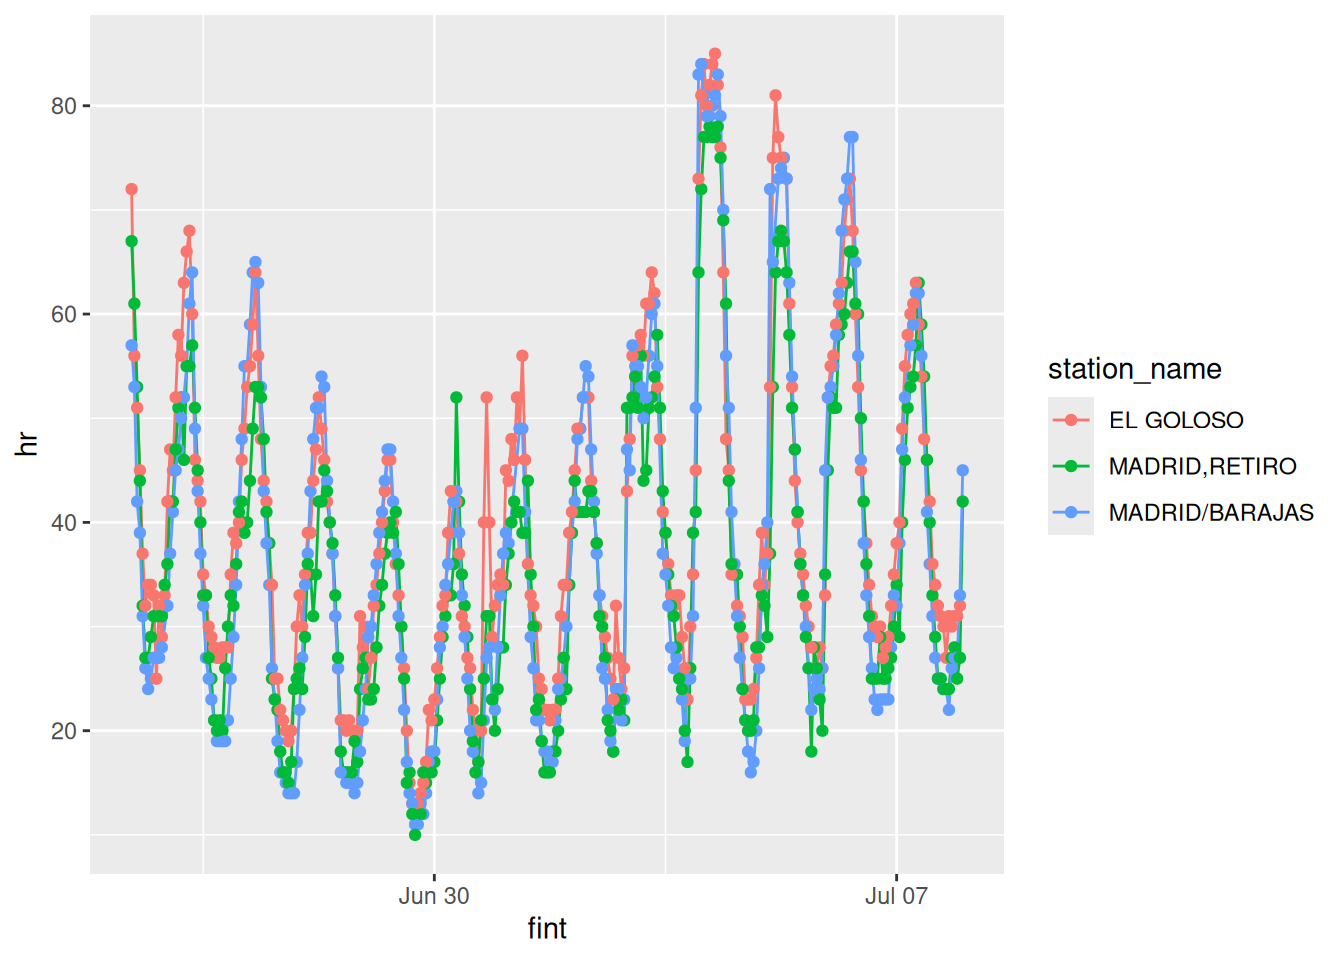 80
60
40
20
hr
Jun 30
Jul 07
fint
station_name
EL GOLOSO
MADRID,RETIRO
MADRID/BARAJAS